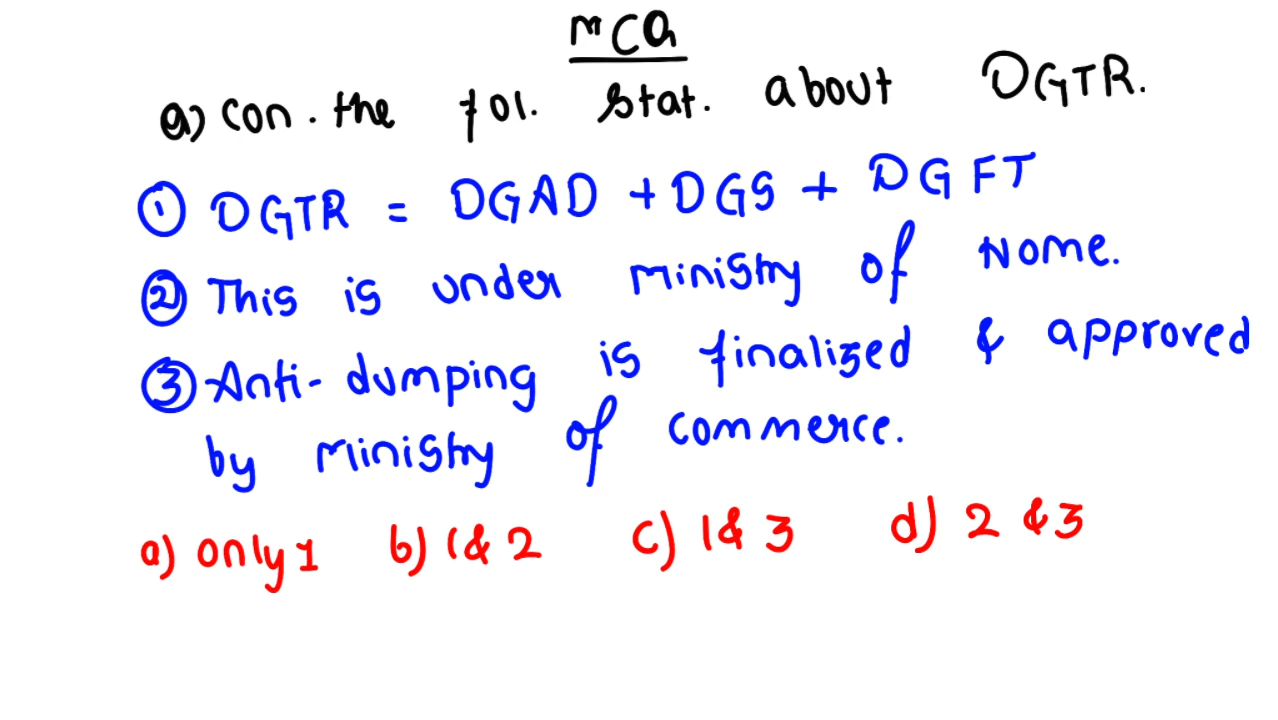 MCQ
Q) Con. the fol. Stat. about DGTR.
① DGTR = DGAD + DGS + DGFT
② This is under Ministry of Home.
③ Anti-dumping is finalized & approved
by Ministry of commerce.
a) only 1 b) 1 & 2 c) 1 & 3 d) 2 & 3